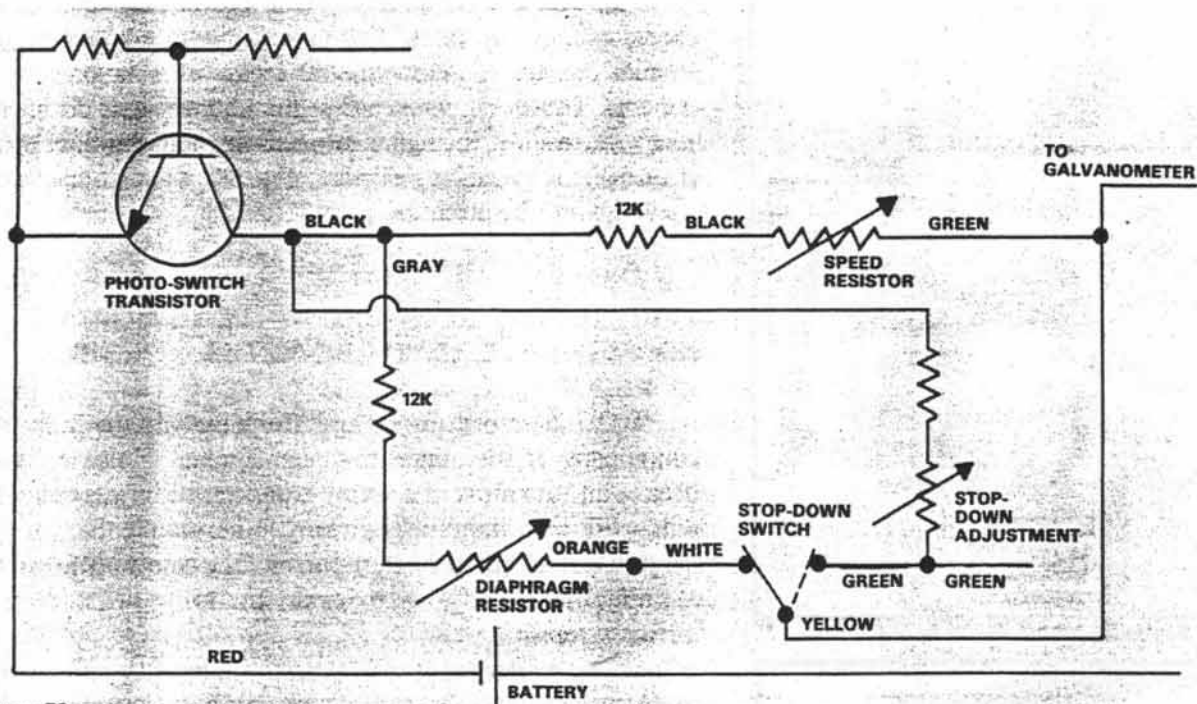 TO
GALVANOMETER
12K
BLACK
BLACK
GREEN
GRAY
SPEED
RESISTOR
PHOTO-SWITCH
TRANSISTOR
12K
STOP-DOWN
SWITCH
STOP-
DOWN
ADJUSTMENT
ORANGE
WHITE
DIAPHRAGM
RESISTOR
GREEN
GREEN
YELLOW
RED
BATTERY